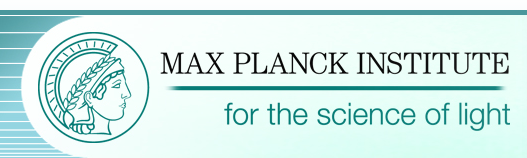 MAX PLANCK INSTITUTE
for the science of light